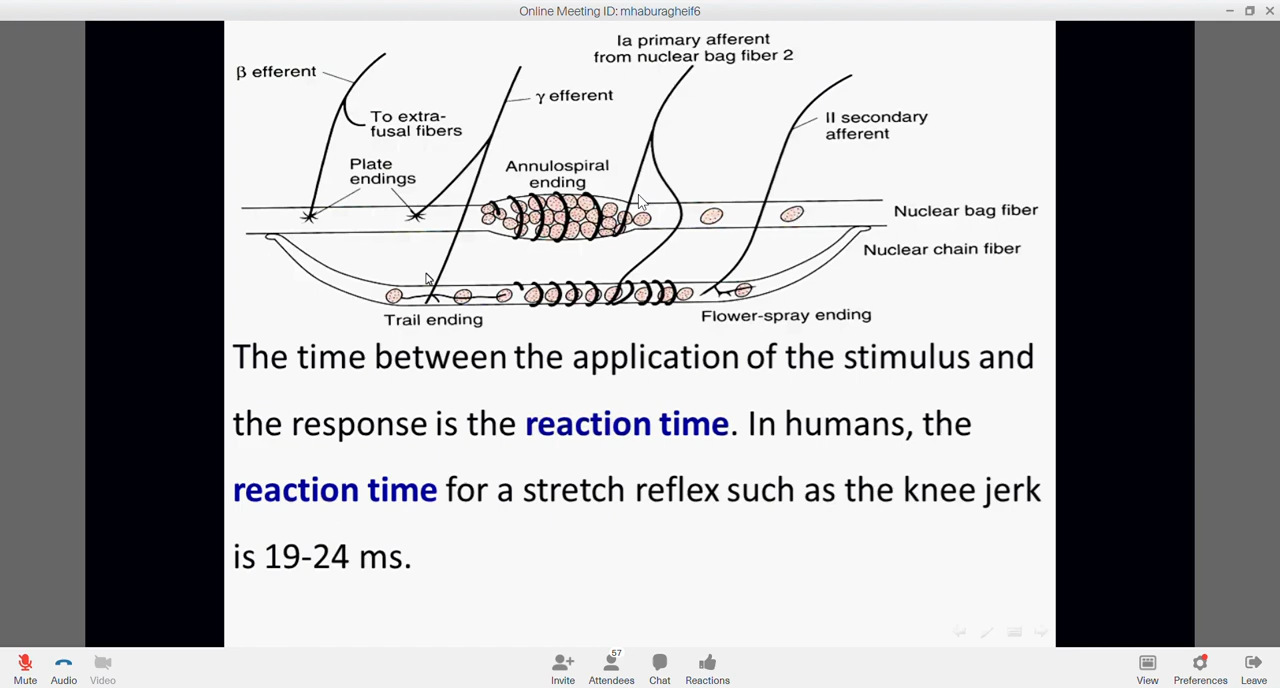 Online Meeting ID: mhaburagheif6
Ia primary afferent
from nuclear bag fiber 2
β efferent
γ efferent
To extra-
fusal fibers
II secondary
afferent
Plate
endings
Annulospiral
ending
Nuclear bag fiber
Nuclear chain fiber
Trail ending
Flower-spray ending
The time between the application of the stimulus and
the response is the reaction time. In humans, the
reaction time for a stretch reflex such as the knee jerk
is 19-24 ms.
57
Mute
Audio
Video
Invite
Attendees
Chat
Reactions
View
Preferences
Leave